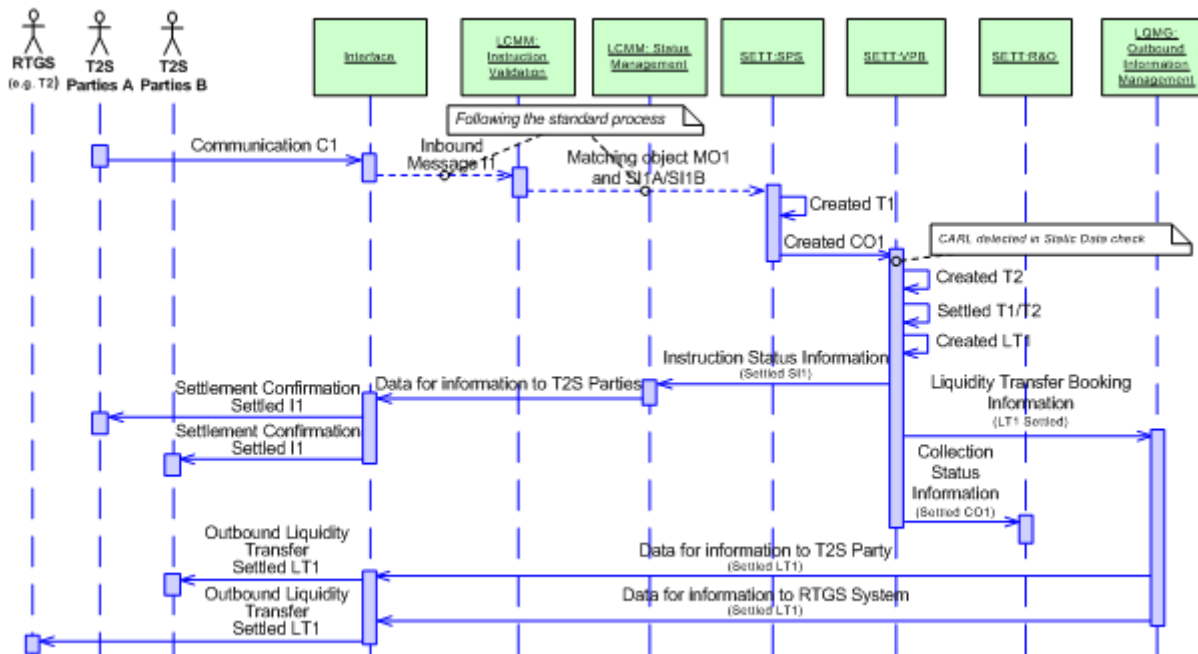 RTGS
(e.g. T2)
T2S
Parties A
T2S
Parties B
Interface
LCMM:
Instruction
Validation
LCMM: Status
Management
SETT:SPS
SETT:VPB
SETT:R&O
LQMG:
Outbound
Information
Management
Following the standard process
Communication C1
Inbound
Message I1
Matching object MO1
and SI1A/SI1B
Created T1
Created CO1
CARL detected in Static Data check
Created T2
Settled T1/T2
Created LT1
Instruction Status Information
(Settled SI1)
Data for information to T2S Parties
Settlement Confirmation
Settled I1
Settlement Confirmation
Settled I1
Liquidity Transfer Booking
Information
(LT1 Settled)
Collection
Status
Information
(Settled CO1)
Outbound Liquidity
Transfer
Settled LT1
Data for information to T2S Party
(Settled LT1)
Outbound Liquidity
Transfer
Settled LT1
Data for information to RTGS System
(Settled LT1)